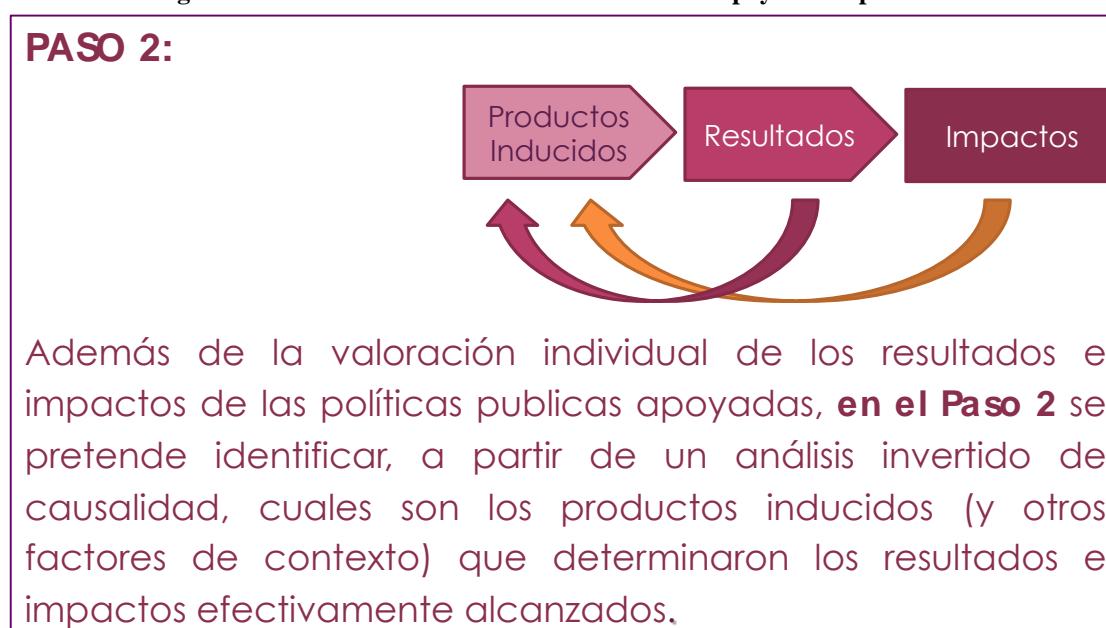 PASO 2:
Productos
Inducidos
Resultados
Impactos
Además de la valoración individual de los resultados e
impactos de las políticas publicas apoyadas, en el Paso 2 se
pretende identificar, a partir de un análisis invertido de
causalidad, cuales son los productos inducidos (y otros
factores de contexto) que determinaron los resultados e
impactos efectivamente alcanzados.